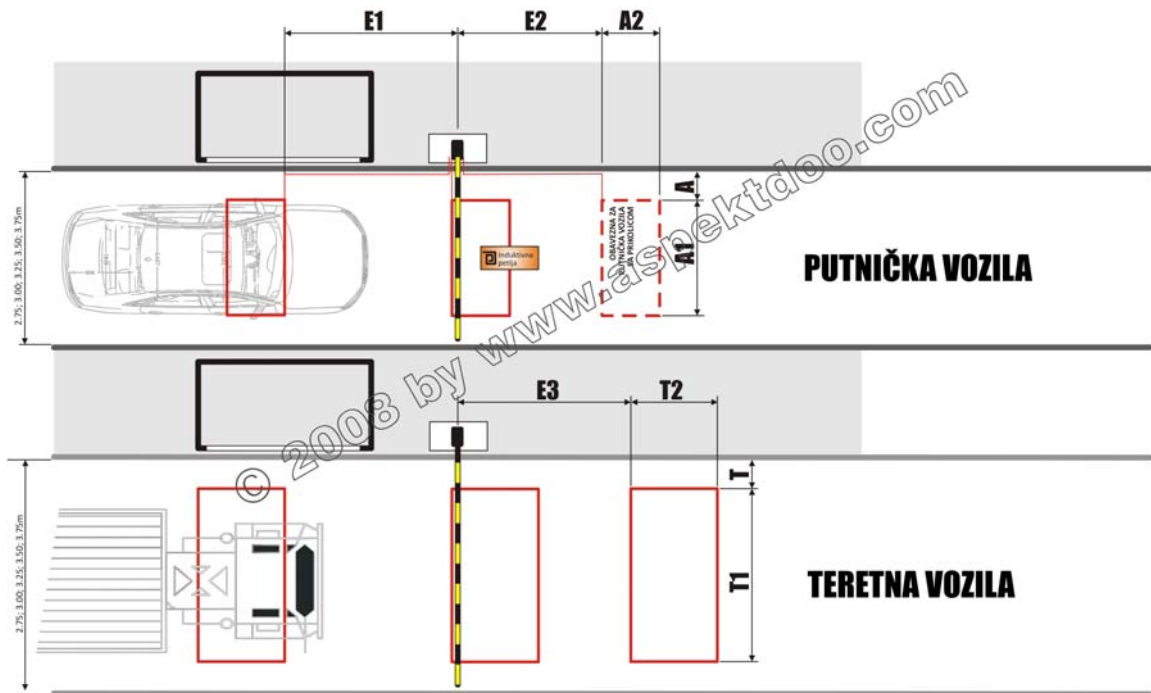 E1
E2
A2
A
A1
2.75; 3.00; 3.25; 3.50; 3.75m
Induktivna
petlja
OBAVEZNA ZA
PUTNIČKA VOZILA
SA PRIKOLICOM
PUTNIČKA VOZILA
© 2008 by www.aspektdoo.com
E3
T2
T
T1
2.75; 3.00; 3.25; 3.50; 3.75m
TERETNA VOZILA